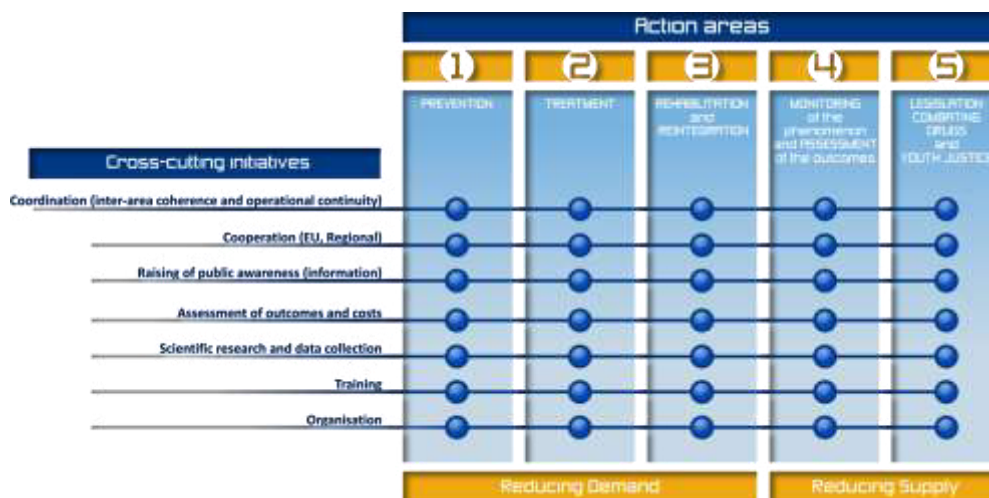 Action areas
1 2 3 4 5
PREVENTION
TREATMENT
REHABILITATION
and
REINTEGRATION
MONITORING
of the
phenomenon
and ASSESSMENT
of the outcomes
LEGISLATION
COMBATING
DRUGS
and
YOUTH JUSTICE
Cross-cutting initiatives
Coordination (inter-area coherence and operational continuity)
Cooperation (EU, Regional)
Raising of public awareness (information)
Assessment of outcomes and costs
Scientific research and data collection
Training
Organisation
Reducing Demand
Reducing Supply